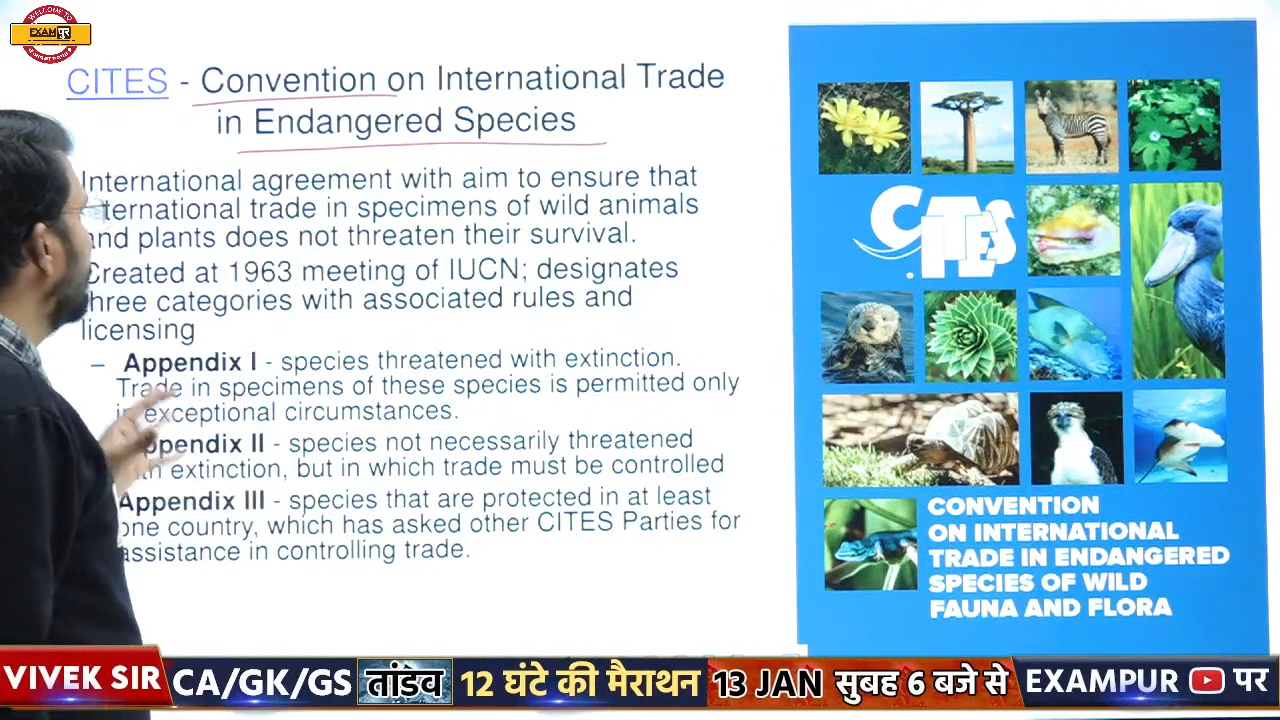 WELCOME TO
EXAM पुर
CITES - Convention on International Trade
in Endangered Species
International agreement with aim to ensure that
ternational trade in specimens of wild animals
and plants does not threaten their survival.
Created at 1963 meeting of IUCN; designates
three categories with associated rules and
licensing
– Appendix I - species threatened with extinction.
Trade in specimens of these species is permitted only
in exceptional circumstances.
ppendix II - species not necessarily threatened
th extinction, but in which trade must be controlled
Appendix III - species that are protected in at least
one country, which has asked other CITES Parties for
assistance in controlling trade.
CITES
CONVENTION
ON INTERNATIONAL
TRADE IN ENDANGERED
SPECIES OF WILD
FAUNA AND FLORA
VIVEK SIR CA/GK/GS तांडव 12 घंटे की मैराथन 13 JAN सुबह 6 बजे से EXAMPUR पर